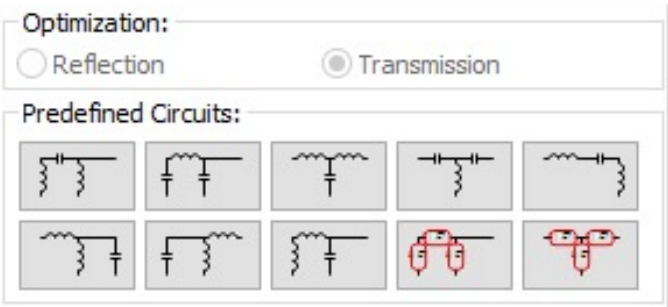 Optimization:
Reflection Transmission
Predefined Circuits: